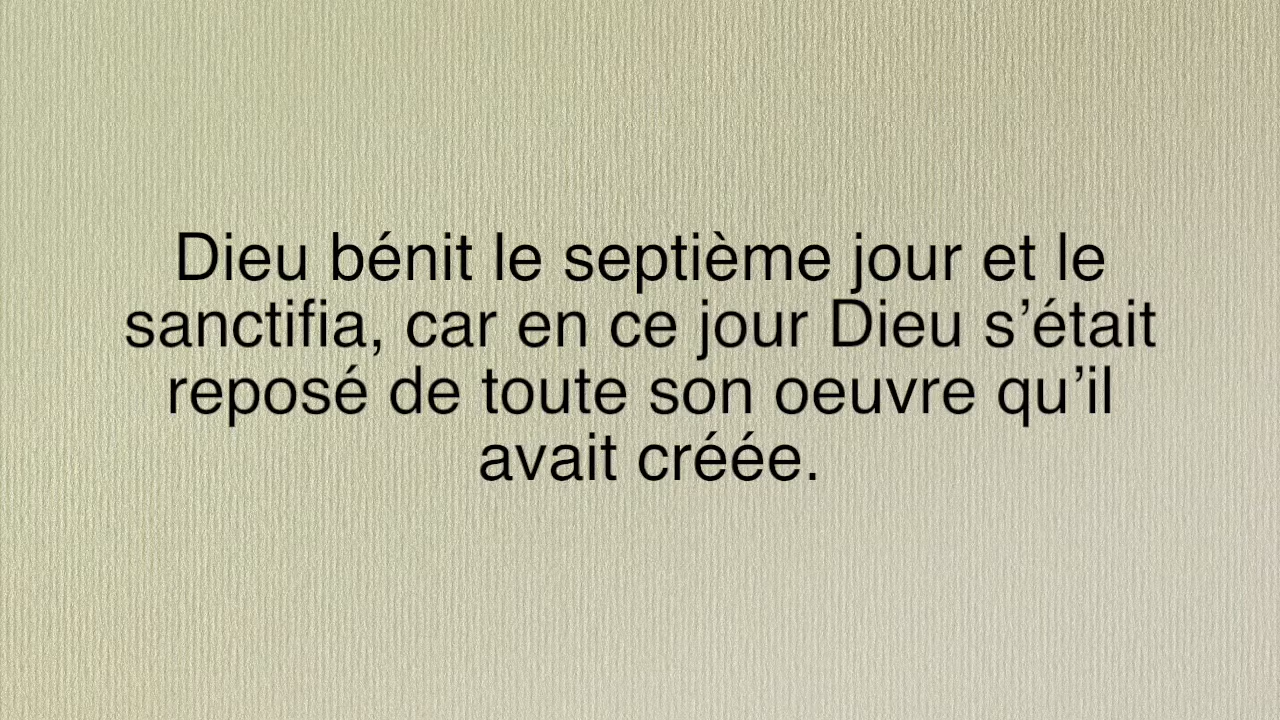 Dieu bénit le septième jour et le
sanctifia, car en ce jour Dieu s’était
reposé de toute son oeuvre qu’il
avait créée.